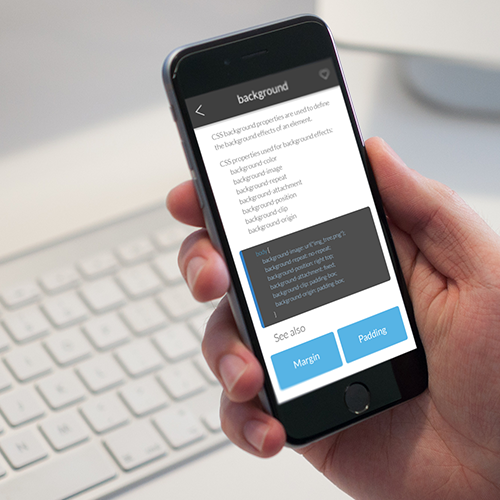 background
CSS background properties are used to define
the background effects of an element.
CSS properties used for background effects:
background-color
background-image
background-repeat
background-attachment
background-position
background-clip
background-origin
body {
background-image: url("img_tree.png");
background-repeat: no-repeat;
background-position: right top;
background-attachment: fixed;
background-clip: padding-box;
background-origin: padding-box;
}
See also
Margin
Padding